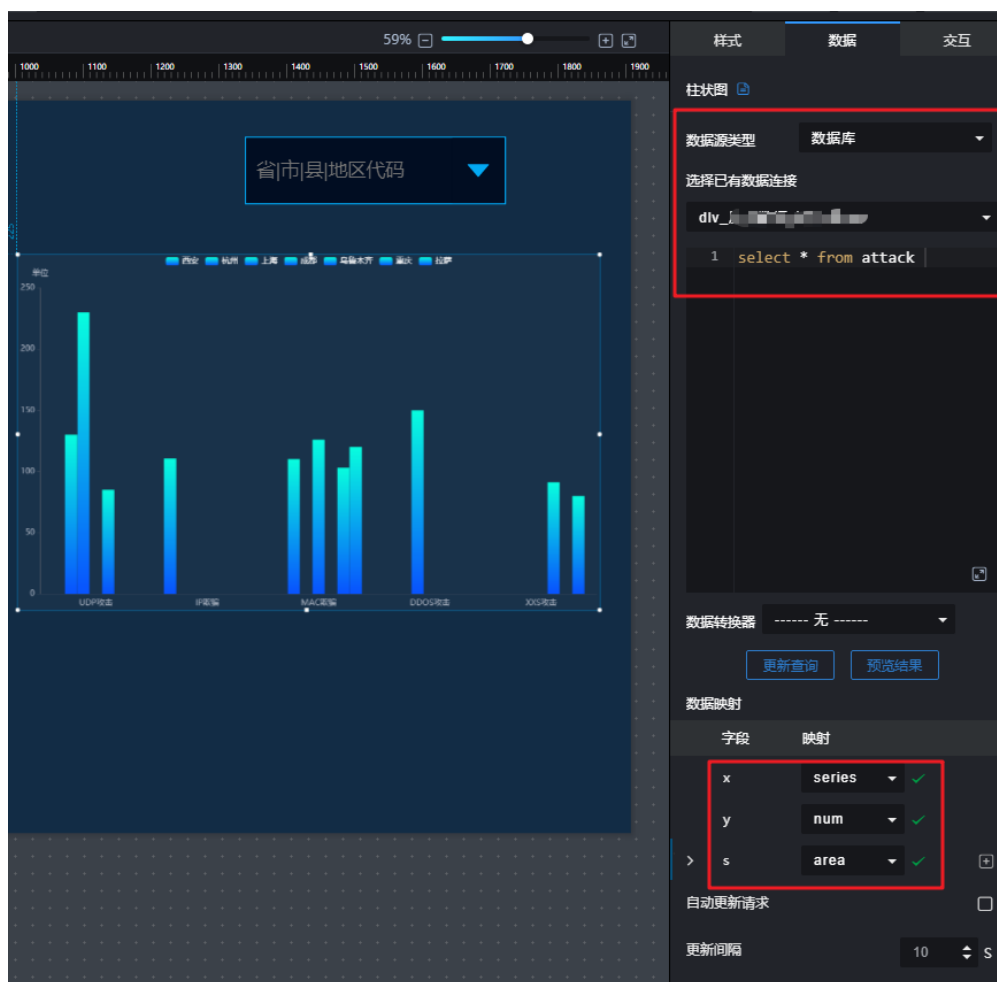 59%
样式 数据 交互
1000 1100 1200 1300 1400 1500 1600 1700 1800 1900
柱状图
数据源类型 数据库
选择已有数据连接
dlv_
1 select * from attack
省|市|县|地区代码
西安 杭州 上海 成都 乌鲁木齐 重庆 拉萨
单位
250
200
150
100
50
0
UDP攻击 IP欺骗 MAC欺骗 DDOS攻击 XXS攻击
数据转换器 ------ 无 ------
更新查询 预览结果
数据映射
字段 映射
x series
y num
s area
自动更新请求
更新间隔 10 S